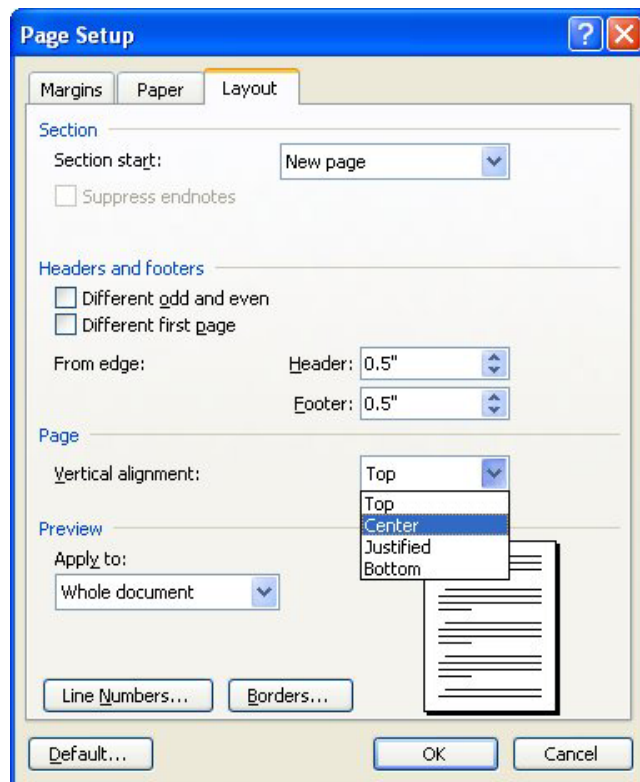 Page Setup
Margins Paper Layout
Section
Section start: New page
Suppress endnotes
Headers and footers
Different odd and even
Different first page
From edge: Header: 0.5"
Footer: 0.5"
Page
Vertical alignment: Top
Top
Center
Justified
Bottom
Preview
Apply to:
Whole document
Line Numbers... Borders...
Default... OK Cancel